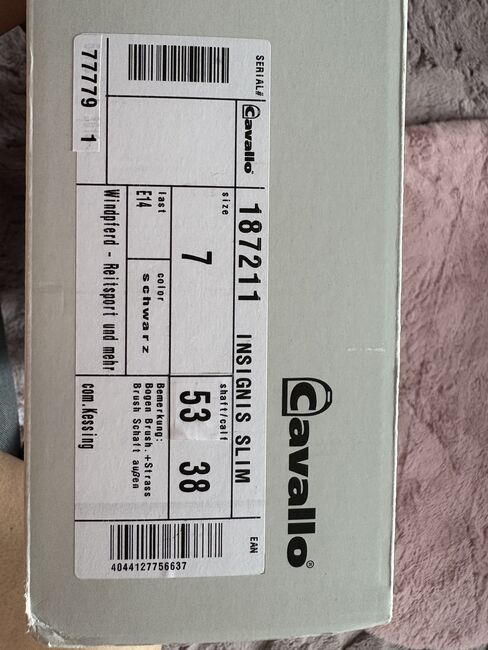 SERIAL#
77779 1
Cavallo®
187211 INSIGNIS SLIM
size
7
shaft/calf
53 38
last
E14
color
schwarz
Bemerkung:
Bogen Brush.+Strass
Brush Schaft außen
Windpferd - Reitsport und mehr
com.Kessing
EAN
4044127756637
Cavallo®